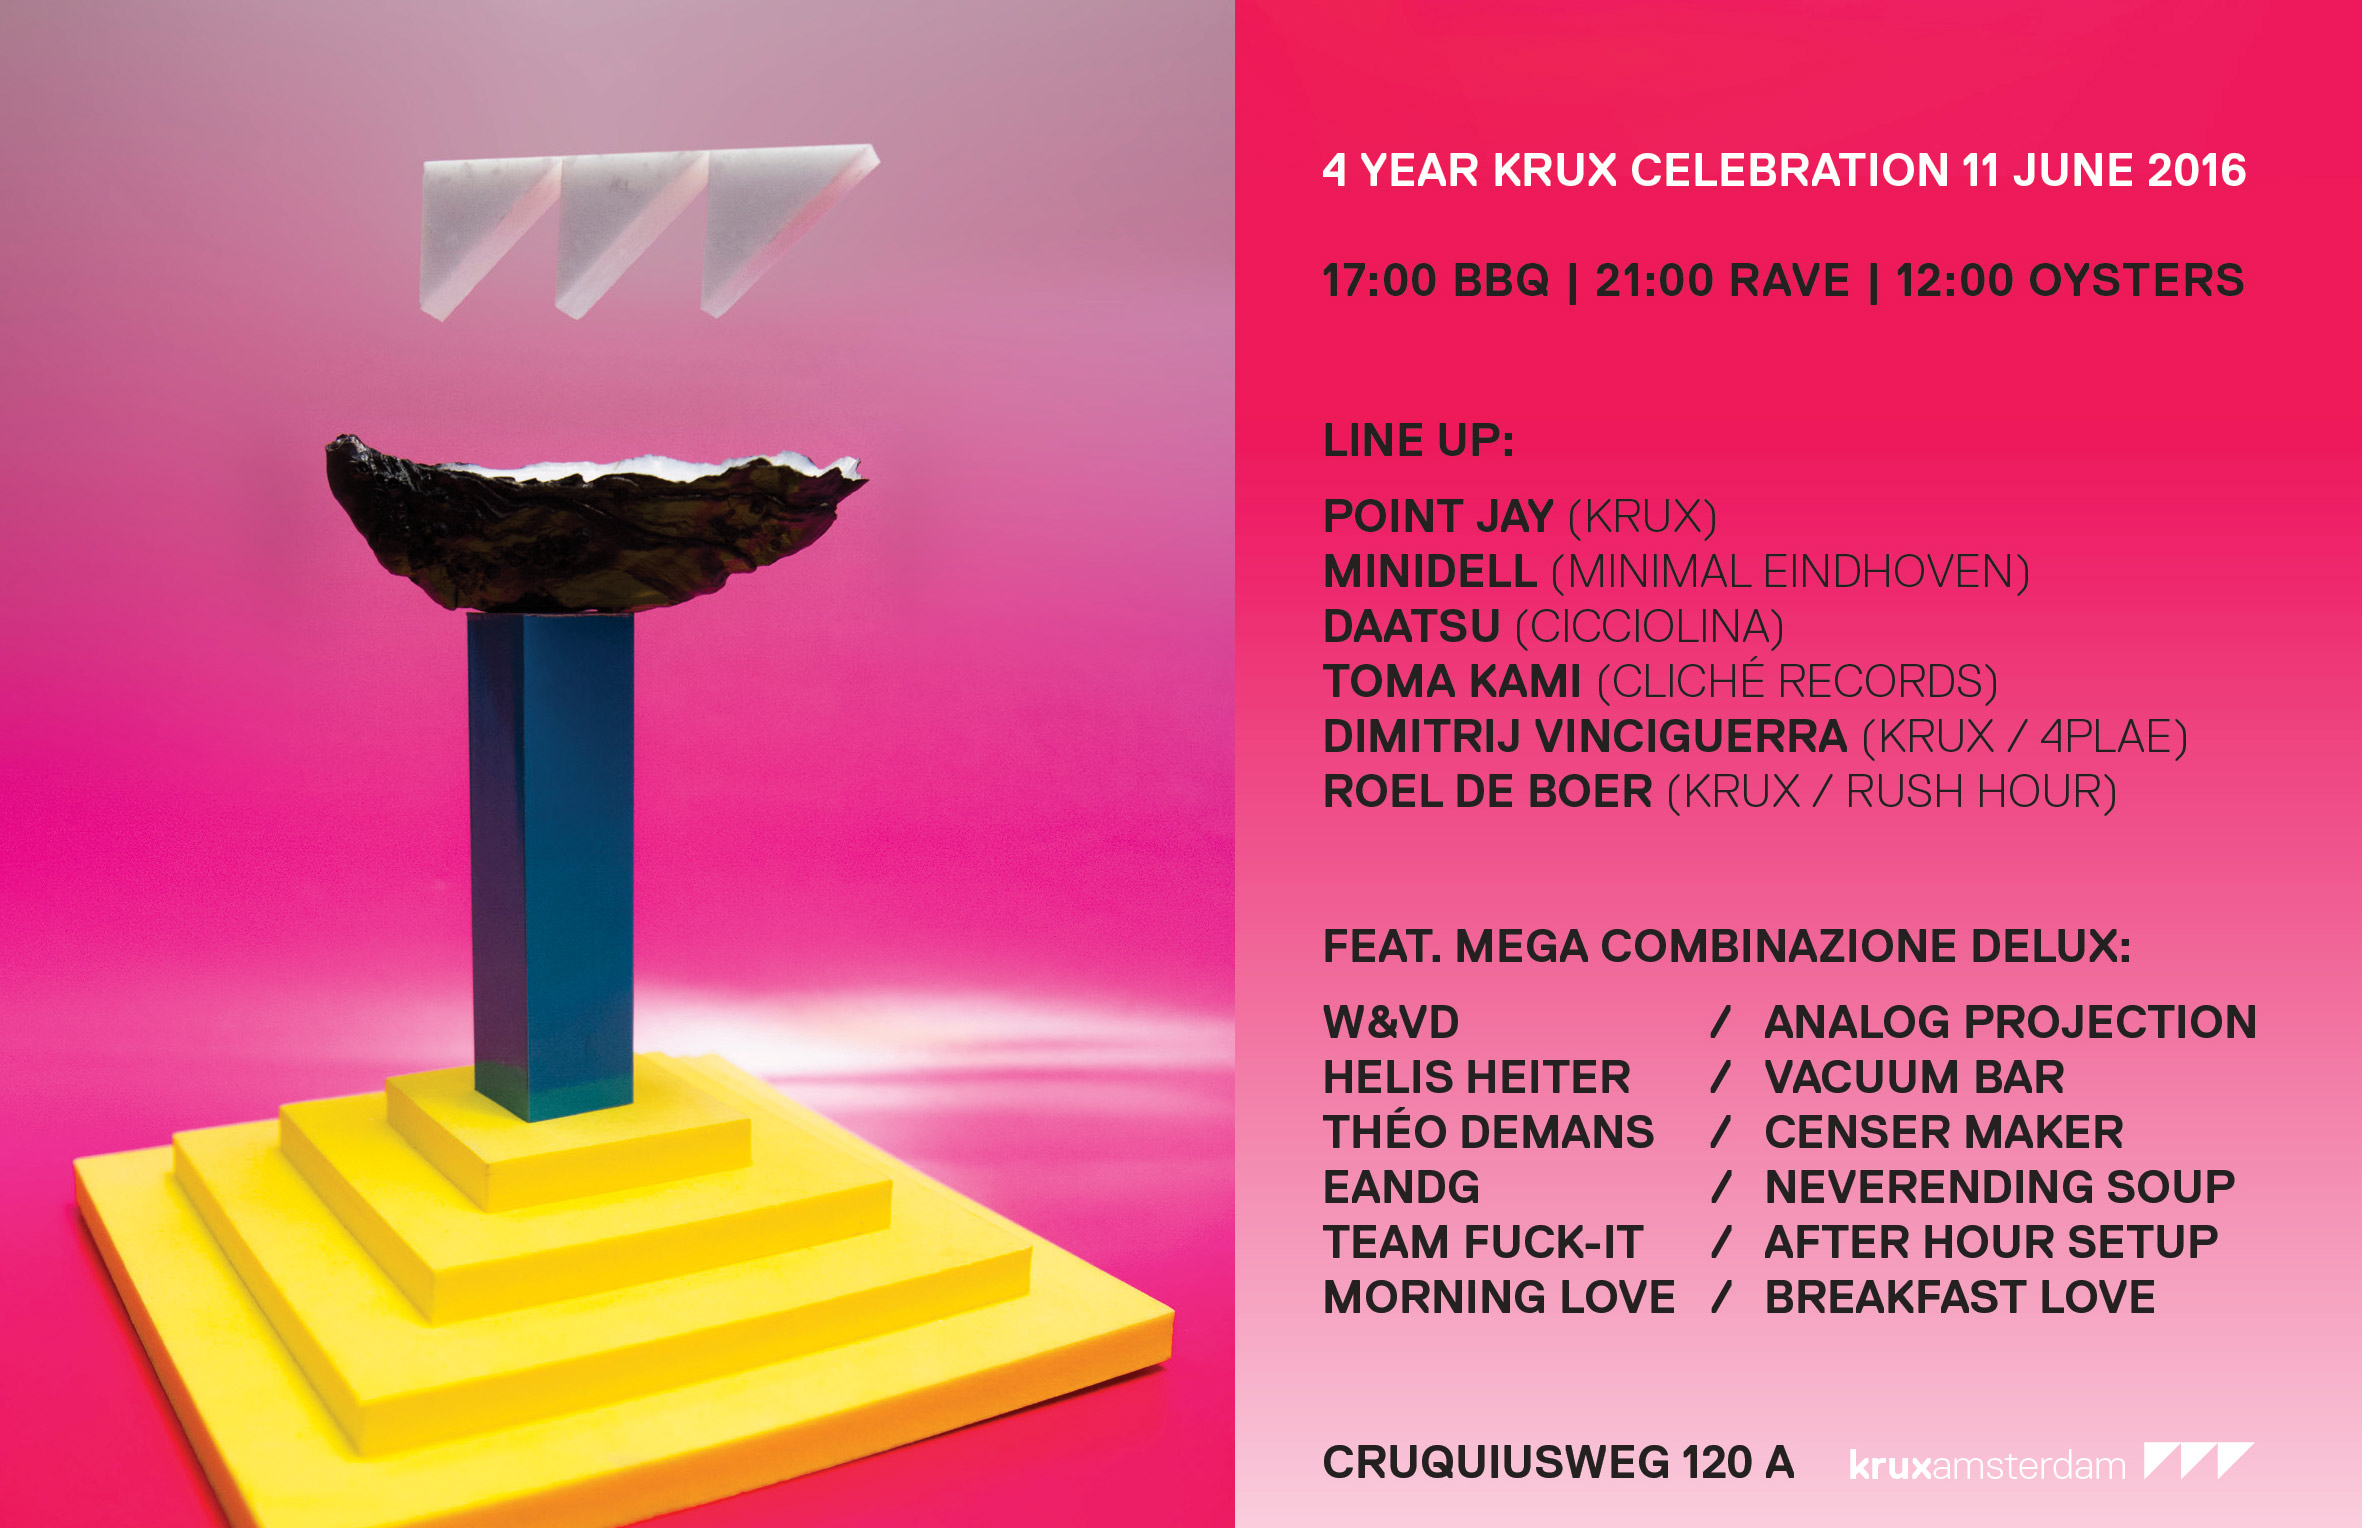 4 YEAR KRUX CELEBRATION 11 JUNE 2016
17:00 BBQ | 21:00 RAVE | 12:00 OYSTERS
LINE UP:
POINT JAY (KRUX)
MINIDELL (MINIMAL EINDHOVEN)
DAATSU (CICCIOLINA)
TOMA KAMI (CLICHÉ RECORDS)
DIMITRIJ VINCIGUERRA (KRUX / 4PLAE)
ROEL DE BOER (KRUX / RUSH HOUR)
FEAT. MEGA COMBINAZIONE DELUX:
W&VD / ANALOG PROJECTION
HELIS HEITER / VACUUM BAR
THÉO DEMANS / CENSER MAKER
EANDG / NEVERENDING SOUP
TEAM FUCK-IT / AFTER HOUR SETUP
MORNING LOVE / BREAKFAST LOVE
CRUQUIUSWEG 120 A kruxamsterdam